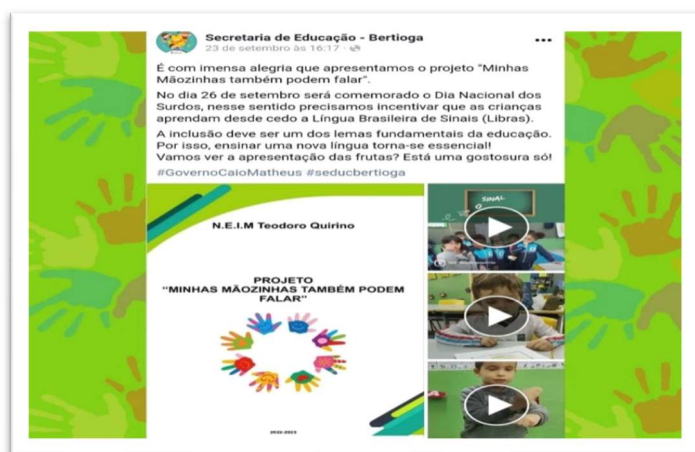 Secretaria de Educação - Bertioga
23 de setembro às 16:17 ·
É com imensa alegria que apresentamos o projeto "Minhas
Mãozinhas também podem falar".
No dia 26 de setembro será comemorado o Dia Nacional dos
Surdos, nesse sentido precisamos incentivar que as crianças
aprendam desde cedo a Língua Brasileira de Sinais (Libras).
A inclusão deve ser um dos lemas fundamentais da educação.
Por isso, ensinar uma nova língua torna-se essencial!
Vamos ver a apresentação das frutas? Está uma gostosura só!
#GovernoCaioMatheus #seducbertioga
N.E.I.M Teodoro Quirino
PROJETO
"MINHAS MÃOZINHAS TAMBÉM PODEM
FALAR"
SINAL